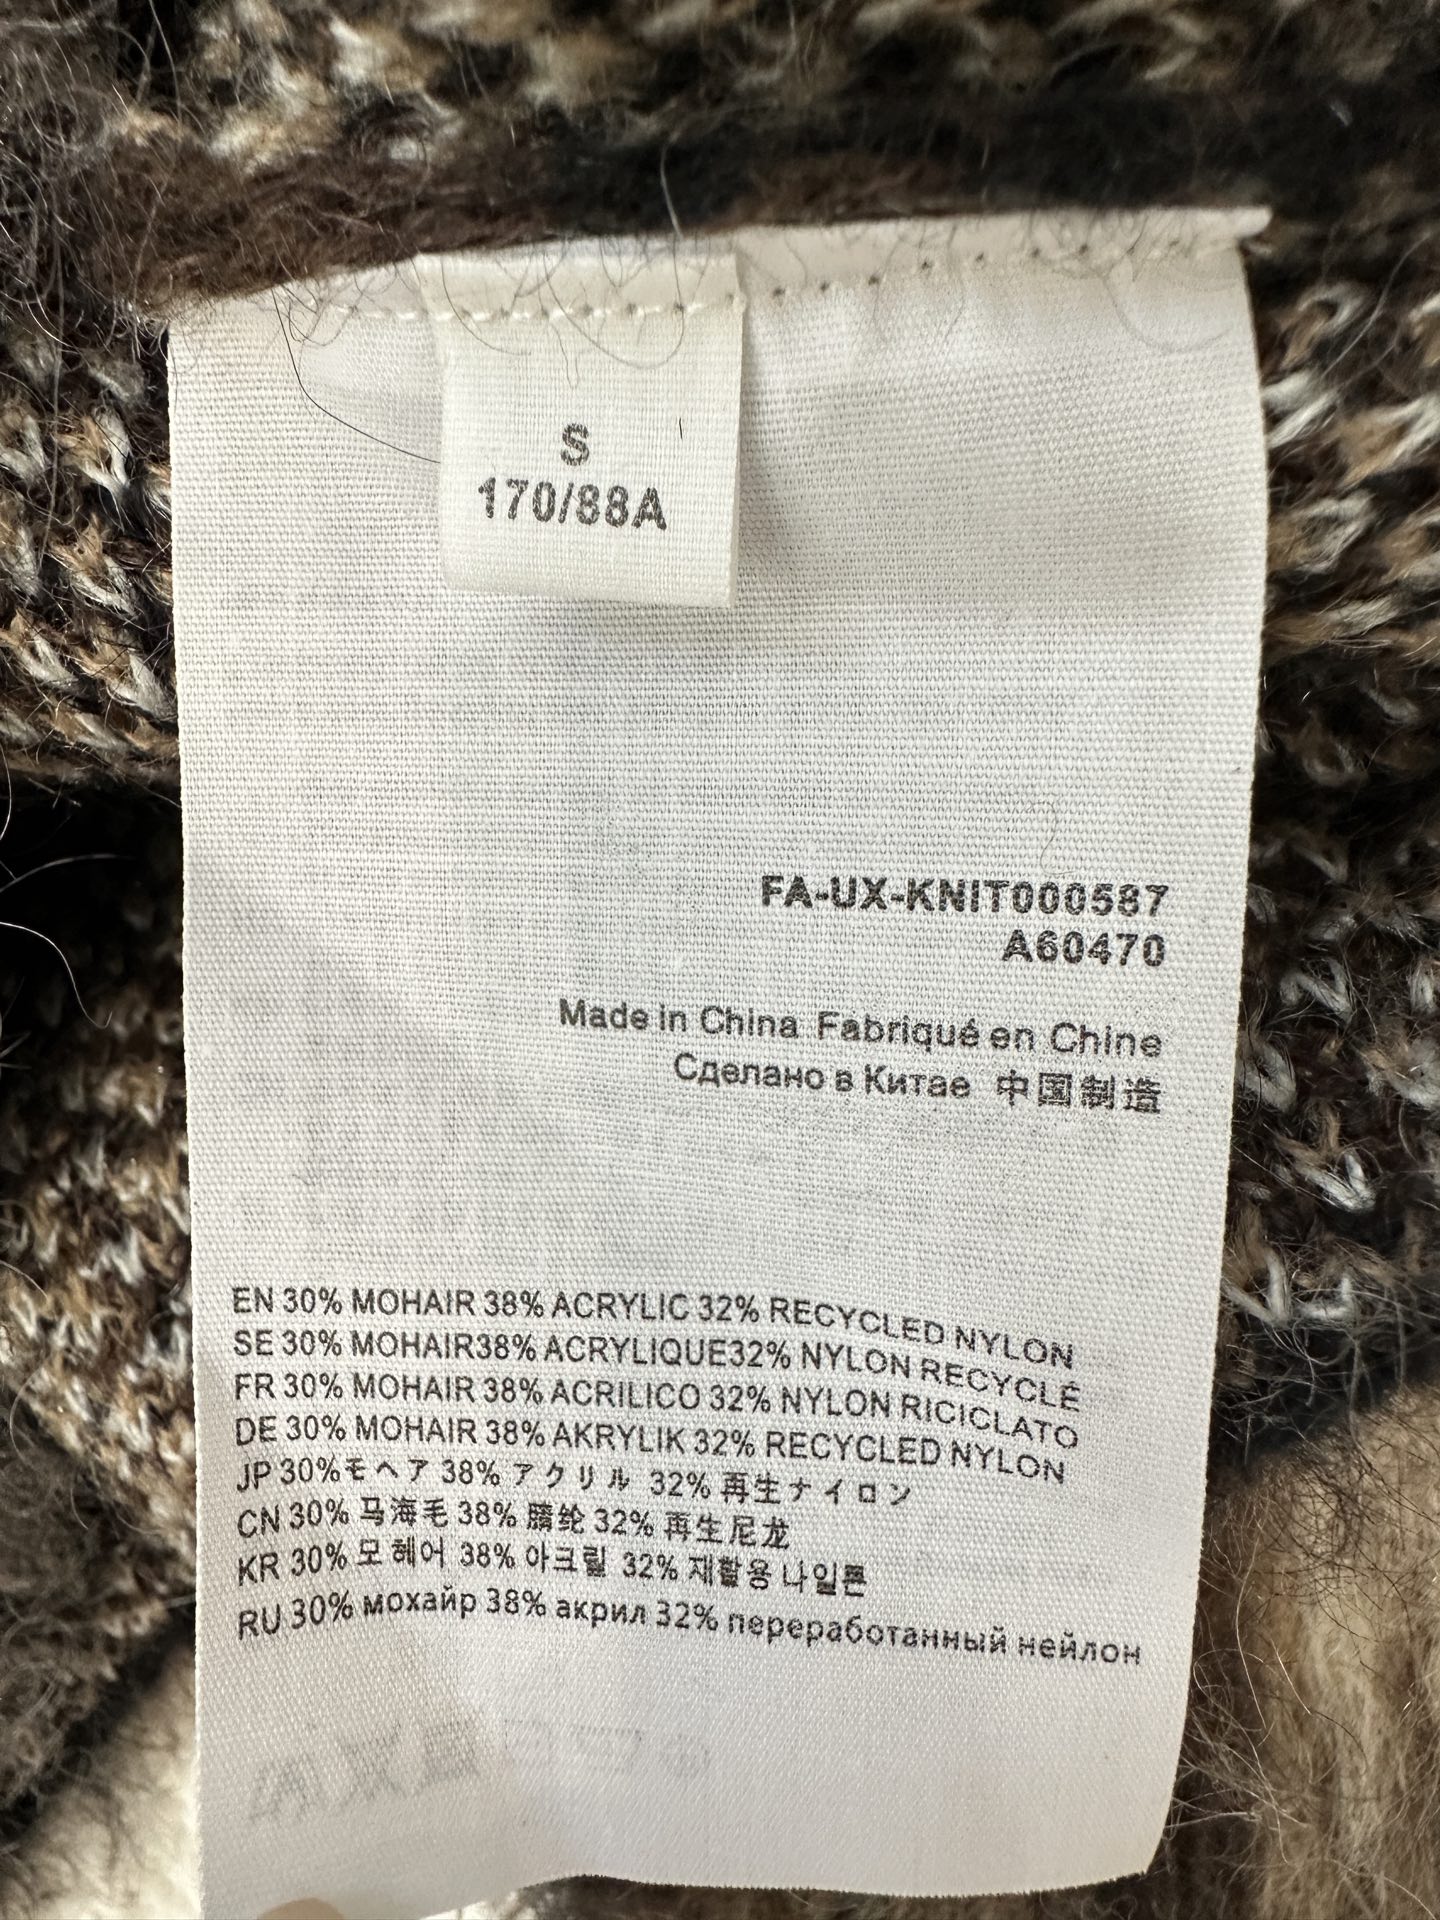 S
170/88A
FA-UX-KNIT000587
A60470
Made in China Fabriqué en Chine
Сделано в Китае 中国制造
EN 30% MOHAIR 38% ACRYLIC 32% RECYCLED NYLON
SE 30% MOHAIR38% ACRYLIQUE32% NYLON RECYCLÉ
FR 30% MOHAIR 38% ACRILICO 32% NYLON RICICLATO
DE 30% MOHAIR 38% AKRYLIK 32% RECYCLED NYLON
JP 30%モヘア 38% アクリル 32% 再生ナイロン
CN 30% 马海毛 38% 腈纶 32% 再生尼龙
KR 30% 모헤어 38% 아크릴 32% 재활용 나일론
RU 30% мохайр 38% акрил 32% переработанный нейлон